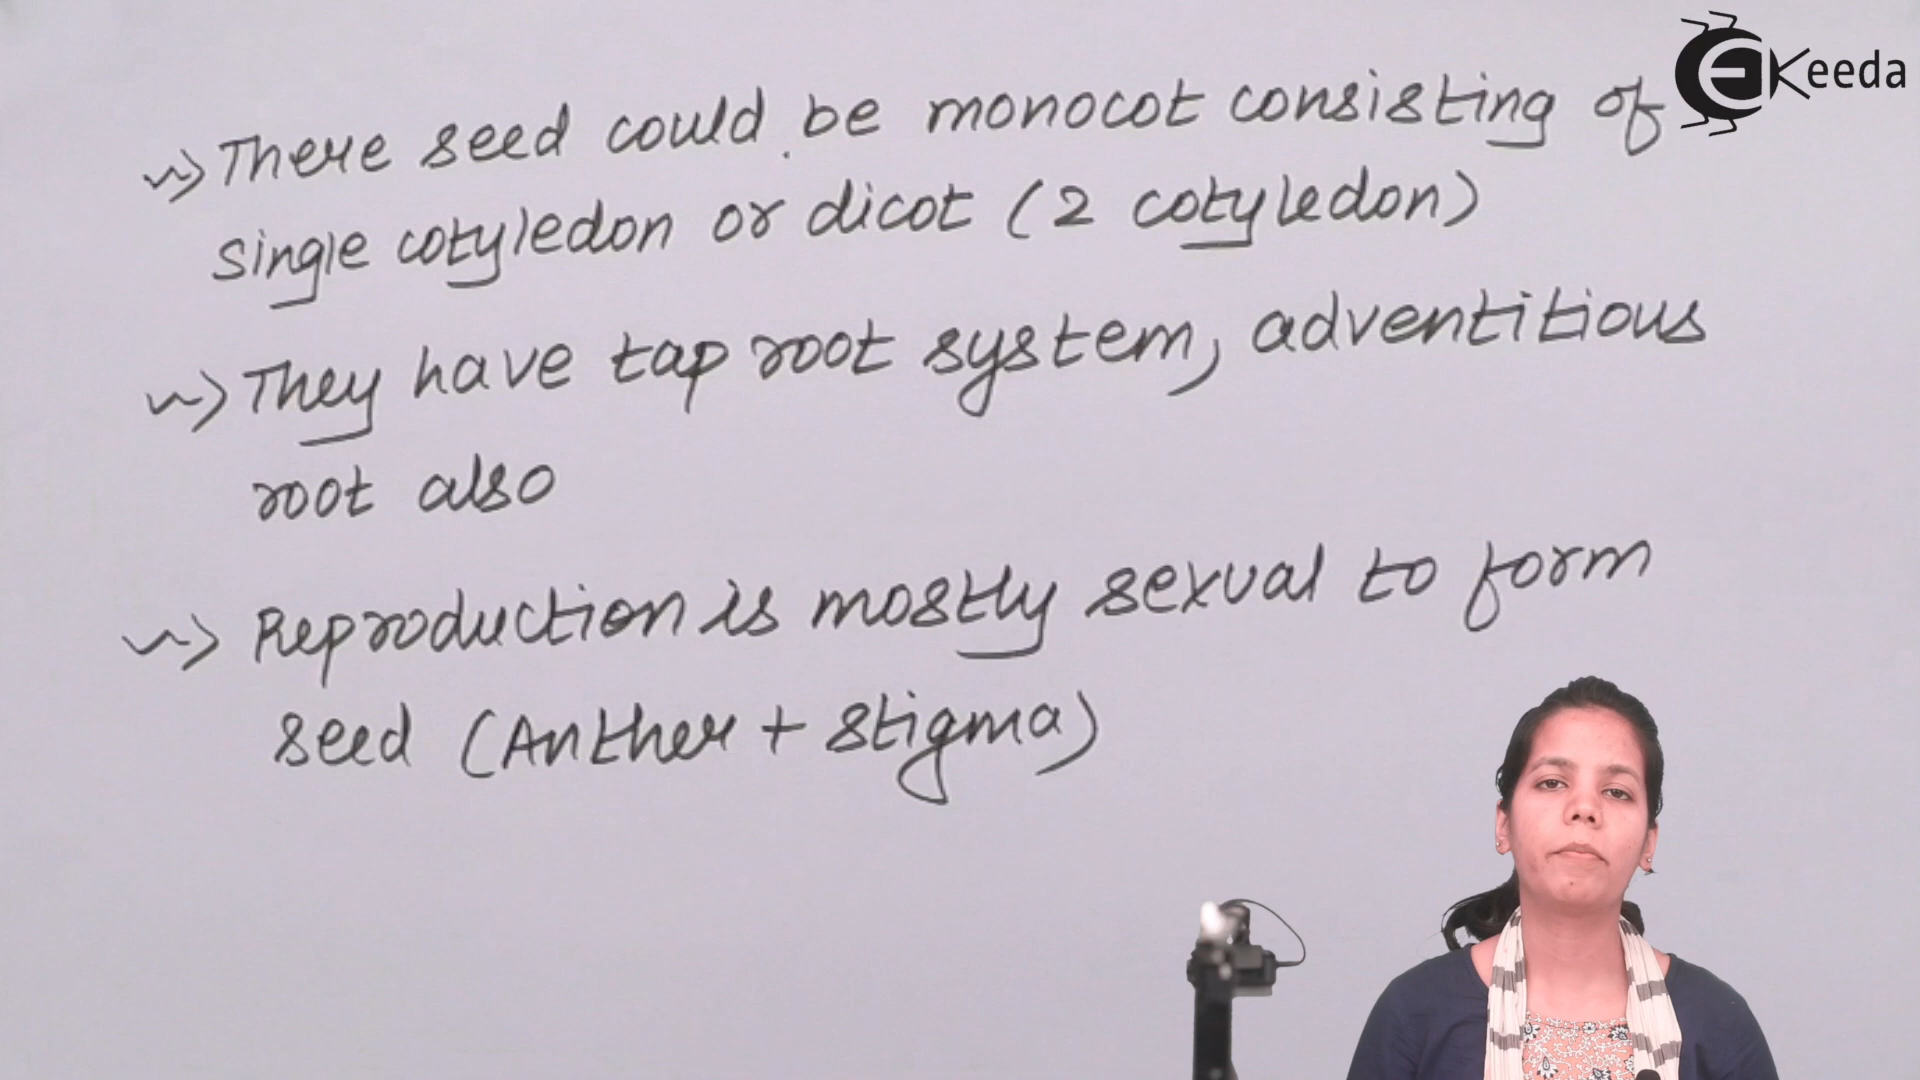 EKeeda
~> There seed could be monocot consisting of
single cotyledon or dicot (2 cotyledon)
~> They have tap root system, adventitious
root also
~> Reproduction is mostly sexual to form
seed (Anther + stigma)